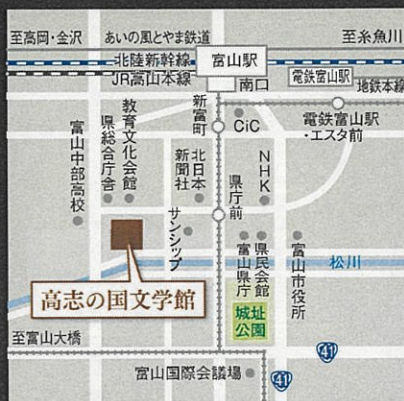 至高岡・金沢
あいの風とやま鉄道
至糸魚川
北陸新幹線
富山駅
JR高山本線
南口
電鉄富山駅
地鉄本線
新富町
CiC
電鉄富山駅
・エスタ前
教育文化会館
県総合庁舎
富山中部高校
北日本
新聞社
NHK
県庁前
サンシップ
県民会館
富山県庁
富山市役所
松川
高志の国文学館
城址
公園
至富山大橋
41
富山国際会議場
41